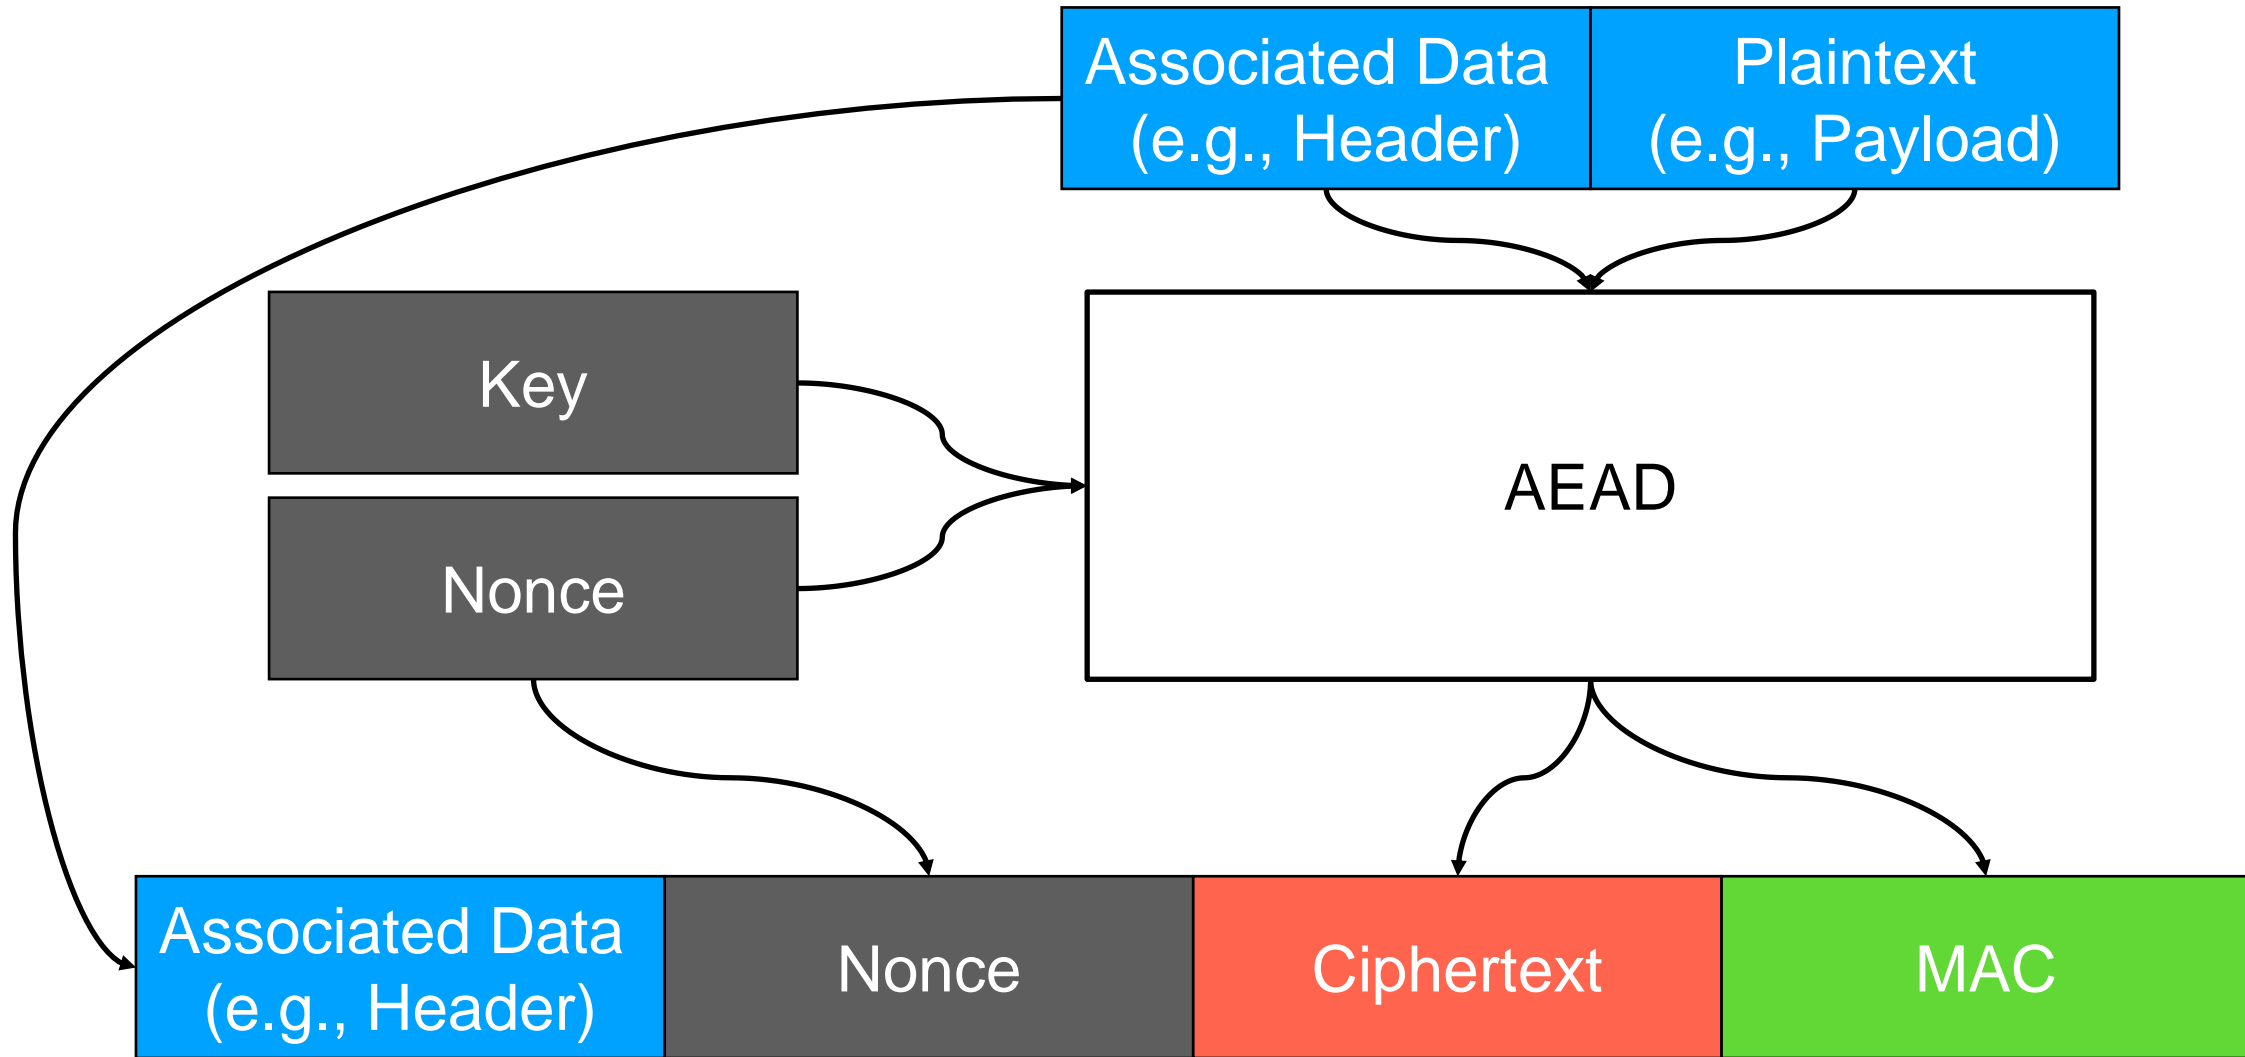 Associated Data
(e.g., Header)
Plaintext
(e.g., Payload)
Key
AEAD
Nonce
Associated Data
(e.g., Header)
Nonce
Ciphertext
MAC